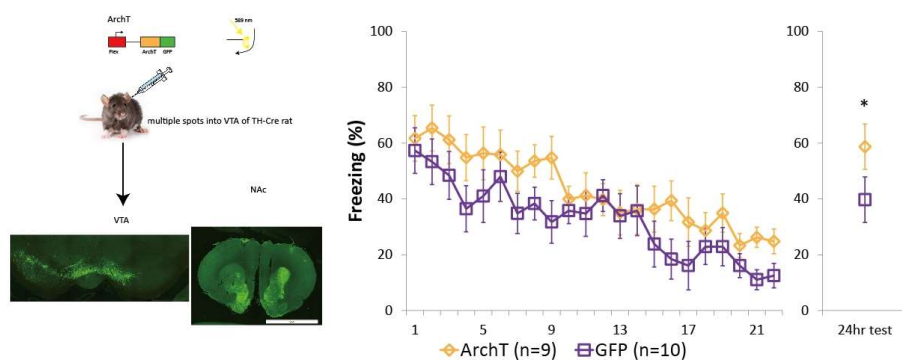 ArchT
589 nm
Flex
ArchT
GFP
multiple spots into VTA of TH-Cre rat
NAc
VTA
Freezing (%)
100
80
60
40
20
0
1
5
9
13
17
21
ArchT (n=9)
GFP (n=10)
100
80
60
40
20
0
*
24hr test